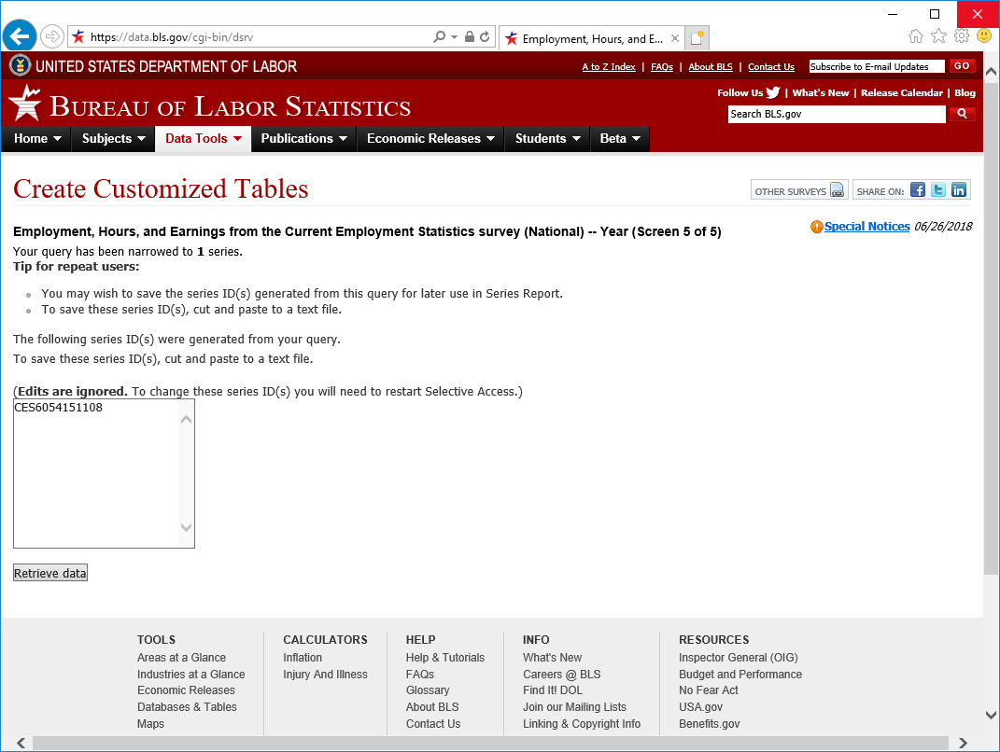 https://data.bls.gov/cgi-bin/dsrv
Employment, Hours, and E...
UNITED STATES DEPARTMENT OF LABOR
A to Z Index | FAQs | About BLS | Contact Us
Subscribe to E-mail Updates
GO
BUREAU OF LABOR STATISTICS
Follow Us | What's New | Release Calendar | Blog
Search BLS.gov
Home
Subjects
Data Tools
Publications
Economic Releases
Students
Beta
Create Customized Tables
OTHER SURVEYS
SHARE ON:
Employment, Hours, and Earnings from the Current Employment Statistics survey (National) -- Year (Screen 5 of 5)
Special Notices 06/26/2018
Your query has been narrowed to 1 series.
Tip for repeat users:
You may wish to save the series ID(s) generated from this query for later use in Series Report.
To save these series ID(s), cut and paste to a text file.
The following series ID(s) were generated from your query.
To save these series ID(s), cut and paste to a text file.
(Edits are ignored. To change these series ID(s) you will need to restart Selective Access.)
CES6054151108
Retrieve data
TOOLS
Areas at a Glance
Industries at a Glance
Economic Releases
Databases & Tables
Maps
CALCULATORS
Inflation
Injury And Illness
HELP
Help & Tutorials
FAQs
Glossary
About BLS
Contact Us
INFO
What's New
Careers @ BLS
Find It! DOL
Join our Mailing Lists
Linking & Copyright Info
RESOURCES
Inspector General (OIG)
Budget and Performance
No Fear Act
USA.gov
Benefits.gov